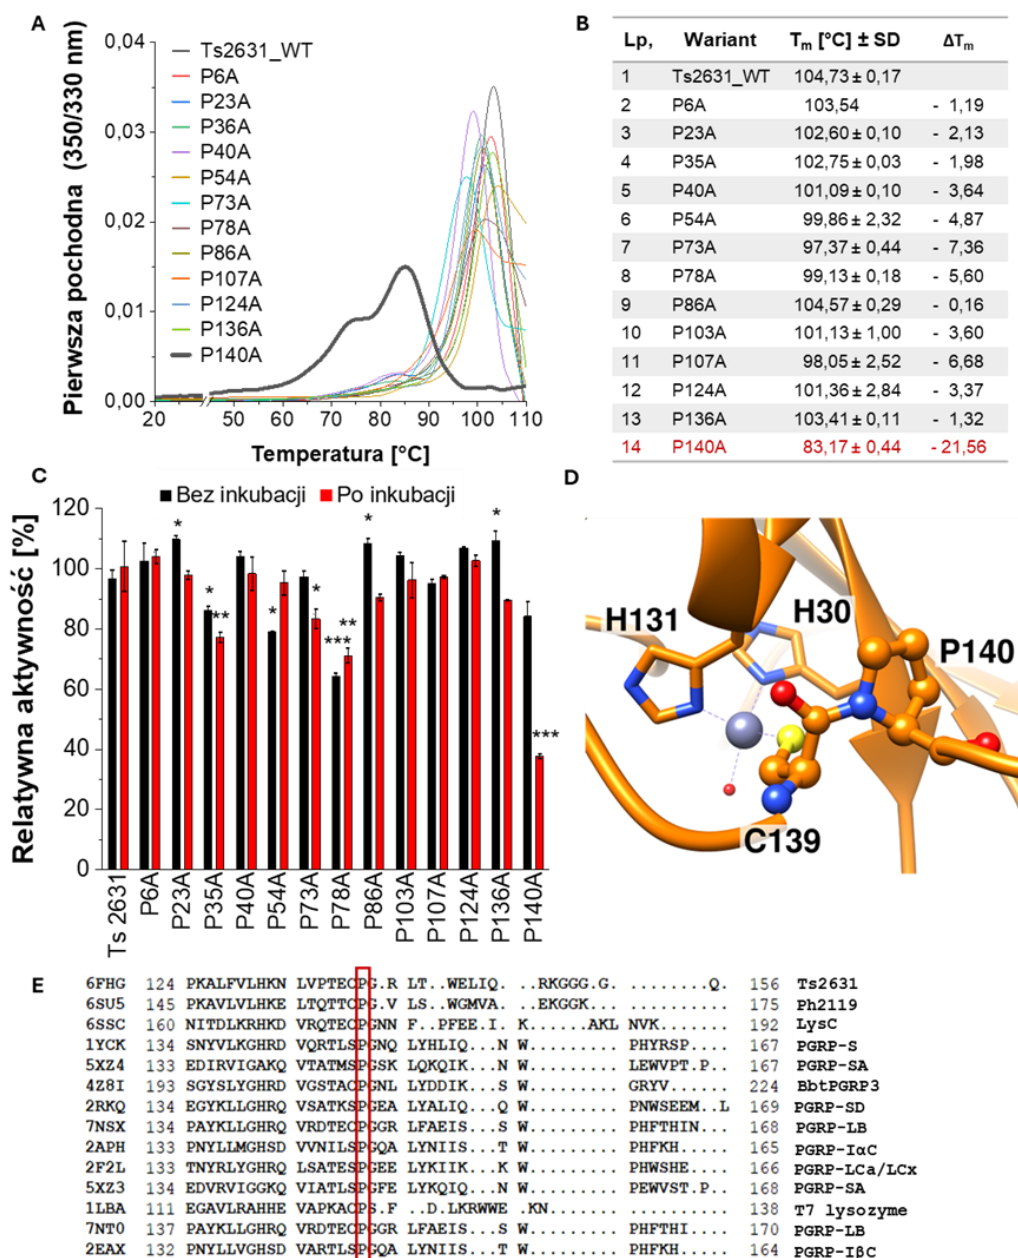 A
Pierwsza pochodna (350/330 nm)
0,04
0,03
0,02
0,01
0,00
Ts2631_WT
P6A
P23A
P36A
P40A
P54A
P73A
P78A
P86A
P107A
P124A
P136A
P140A
20 50 60 70 80 90 100 110
Temperatura [°C]
B
Lp, Wariant Tm [°C] ± SD ΔTm
1 Ts2631_WT 104,73 ± 0,17
2 P6A 103,54 - 1,19
3 P23A 102,60 ± 0,10 - 2,13
4 P35A 102,75 ± 0,03 - 1,98
5 P40A 101,09 ± 0,10 - 3,64
6 P54A 99,86 ± 2,32 - 4,87
7 P73A 97,37 ± 0,44 - 7,36
8 P78A 99,13 ± 0,18 - 5,60
9 P86A 104,57 ± 0,29 - 0,16
10 P103A 101,13 ± 1,00 - 3,60
11 P107A 98,05 ± 2,52 - 6,68
12 P124A 101,36 ± 2,84 - 3,37
13 P136A 103,41 ± 0,11 - 1,32
14 P140A 83,17 ± 0,44 - 21,56
C
Bez inkubacji Po inkubacji
Relatywna aktywność [%]
120
100
80
60
40
20
0
* * ** * * *** ** * * ***
Ts 2631
P6A
P23A
P35A
P40A
P54A
P73A
P78A
P86A
P103A
P107A
P124A
P136A
P140A
D
H131
H30
P140
C139
E
6FHG 124 PKALFVLHKN LVPTECPG.R LT..WELIQ. ..RKGGG.G. .........Q. 156 Ts2631
6SU5 145 PKAVLVLHKE LTQTTCPG.V LS..WGMVA. ..EKGGK... ........... 175 Ph2119
6SSC 160 NITDLKRHKD VRQTECPGNN F..PFEE.I. K......AKL NVK........ 192 LysC
1YCK 134 SNYVLKGHRD VQRTLSPGNQ LYHLIQ...N W......... PHYRSP..... 167 PGRP-S
5XZ4 133 EDIRVIGAKQ VTATMSPGSK LQKQIK...N W......... LEWVPT.P... 167 PGRP-SA
4Z8I 193 SGYSLYGHRD VGSTACPGNL LYDDIK...S W......... GRYV....... 224 BbtPGRP3
2RKQ 134 EGYKLLGHRQ VSATKSPGEA LYALIQ...Q W......... PNWSEEM..L 169 PGRP-SD
7NSX 134 PAYKLLGHRQ VRDTECPGGR LFAEIS...S W......... PHFTHIN.... 168 PGRP-LB
2APH 133 PNYLLMGHSD VVNILSPGQA LYNIIS...T W......... PHFKH...... 165 PGRP-IαC
2F2L 133 TNYRLYGHRQ LSATESPGEE LYKIIK...K W......... PHWSHE..... 166 PGRP-LCa/LCx
5XZ3 134 EDVRVIGGKQ VIATLSPGFE LYKQIQ...N W......... PEWVST.P... 168 PGRP-SA
1LBA 111 EGAVLRAHHE VAPKACPS.F ..D.LKRWWE .KN....... ........... 138 T7 lysozyme
7NT0 137 PAYKLLGHRQ VRDTECPGGR LFAEIS...S W......... PHFTHI..... 170 PGRP-LB
2EAX 132 PNYLLVGHSD VARTLSPGQA LYNIIS...T W......... PHFKH...... 164 PGRP-IβC